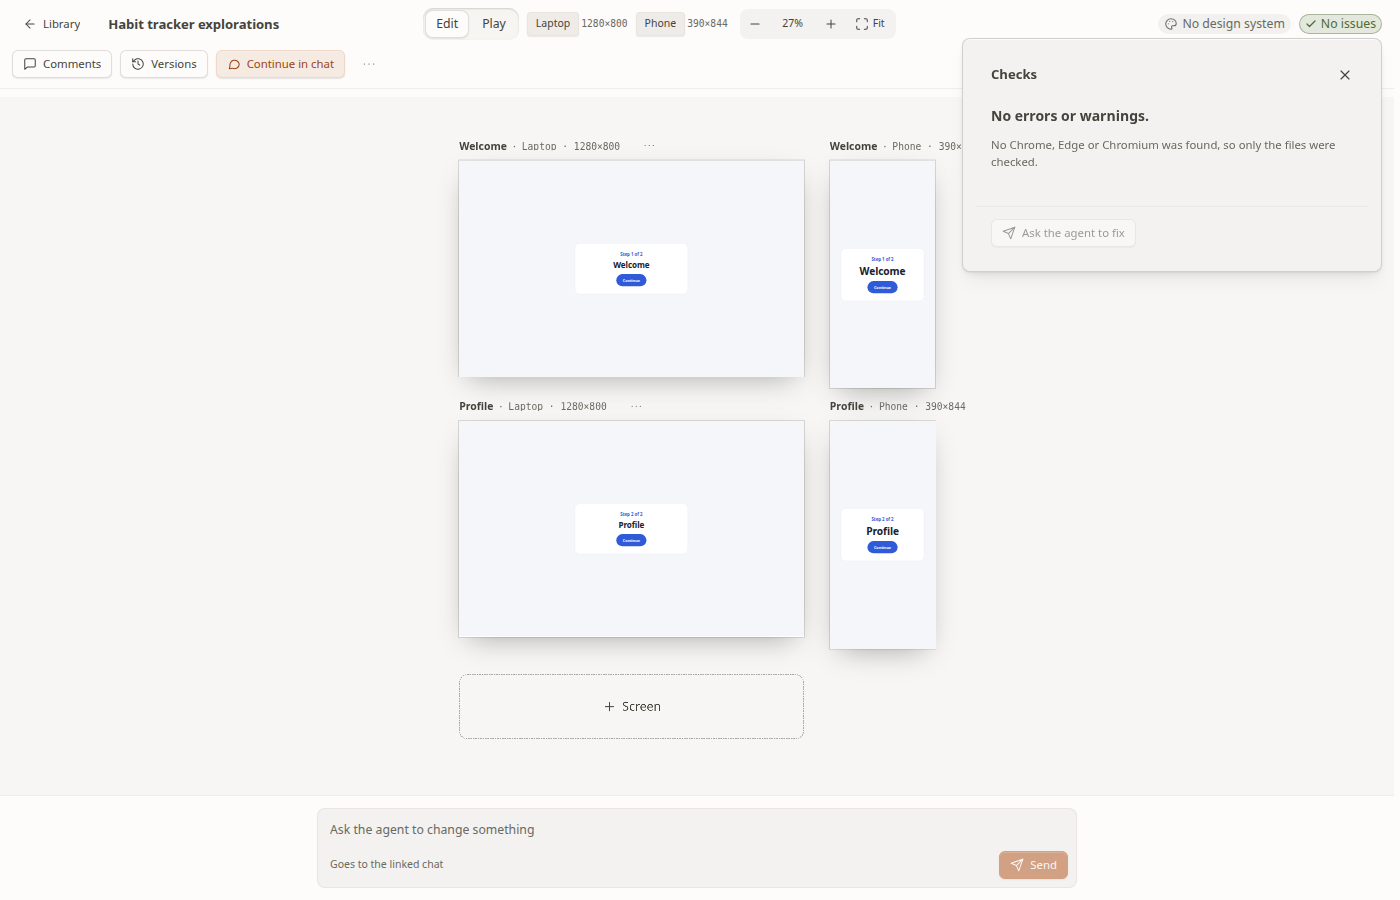 Library
Habit tracker explorations
Edit
Play
Laptop 1280×800
Phone 390×844
27%
Fit
No design system
No issues
Comments
Versions
Continue in chat
Checks
No errors or warnings.
No Chrome, Edge or Chromium was found, so only the files were
checked.
Ask the agent to fix
Welcome · Laptop · 1280×800
Welcome · Phone · 390×
Step 1 of 2
Welcome
Continue
Step 1 of 2
Welcome
Continue
Profile · Laptop · 1280×800
Profile · Phone · 390×844
Step 2 of 2
Profile
Continue
Step 2 of 2
Profile
Continue
Screen
Ask the agent to change something
Goes to the linked chat
Send